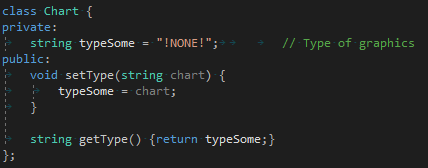 class Chart {
private:
    string typeSome = "!NONE!";        // Type of graphics
public:
    void setType(string chart) {
        typeSome = chart;
    }

    string getType() {return typeSome;}
};